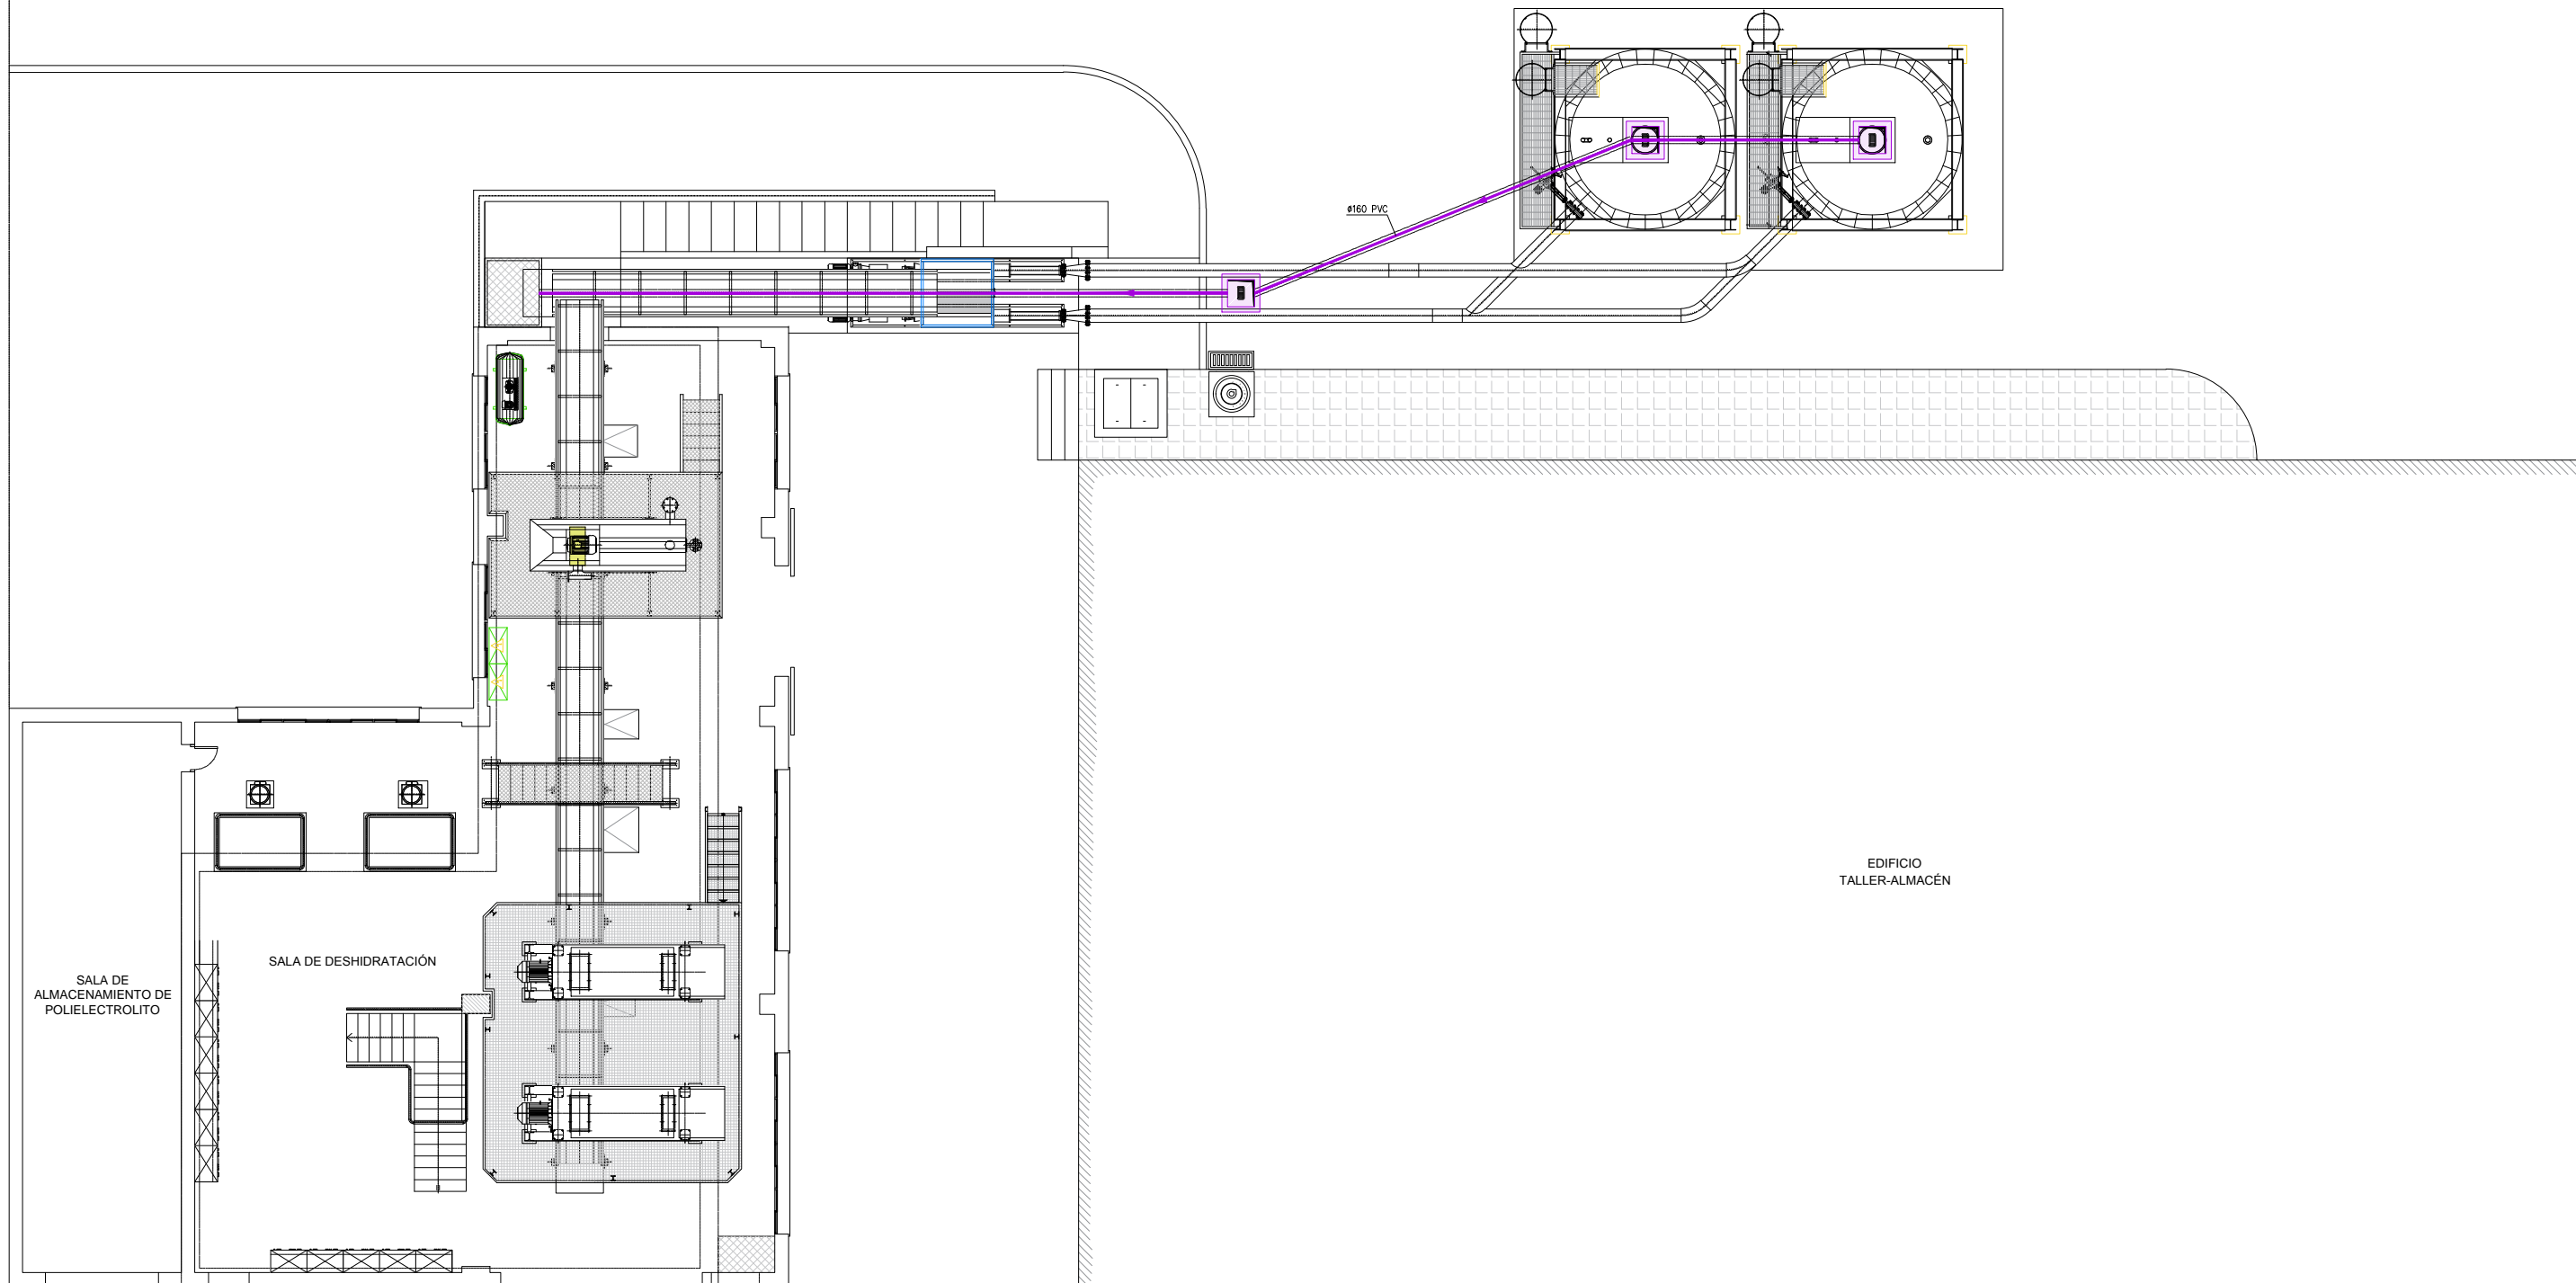 ø160 PVC
EDIFICIO
TALLER-ALMACÉN
SALA DE DESHIDRATACIÓN
SALA DE
ALMACENAMIENTO DE
POLIELECTROLITO